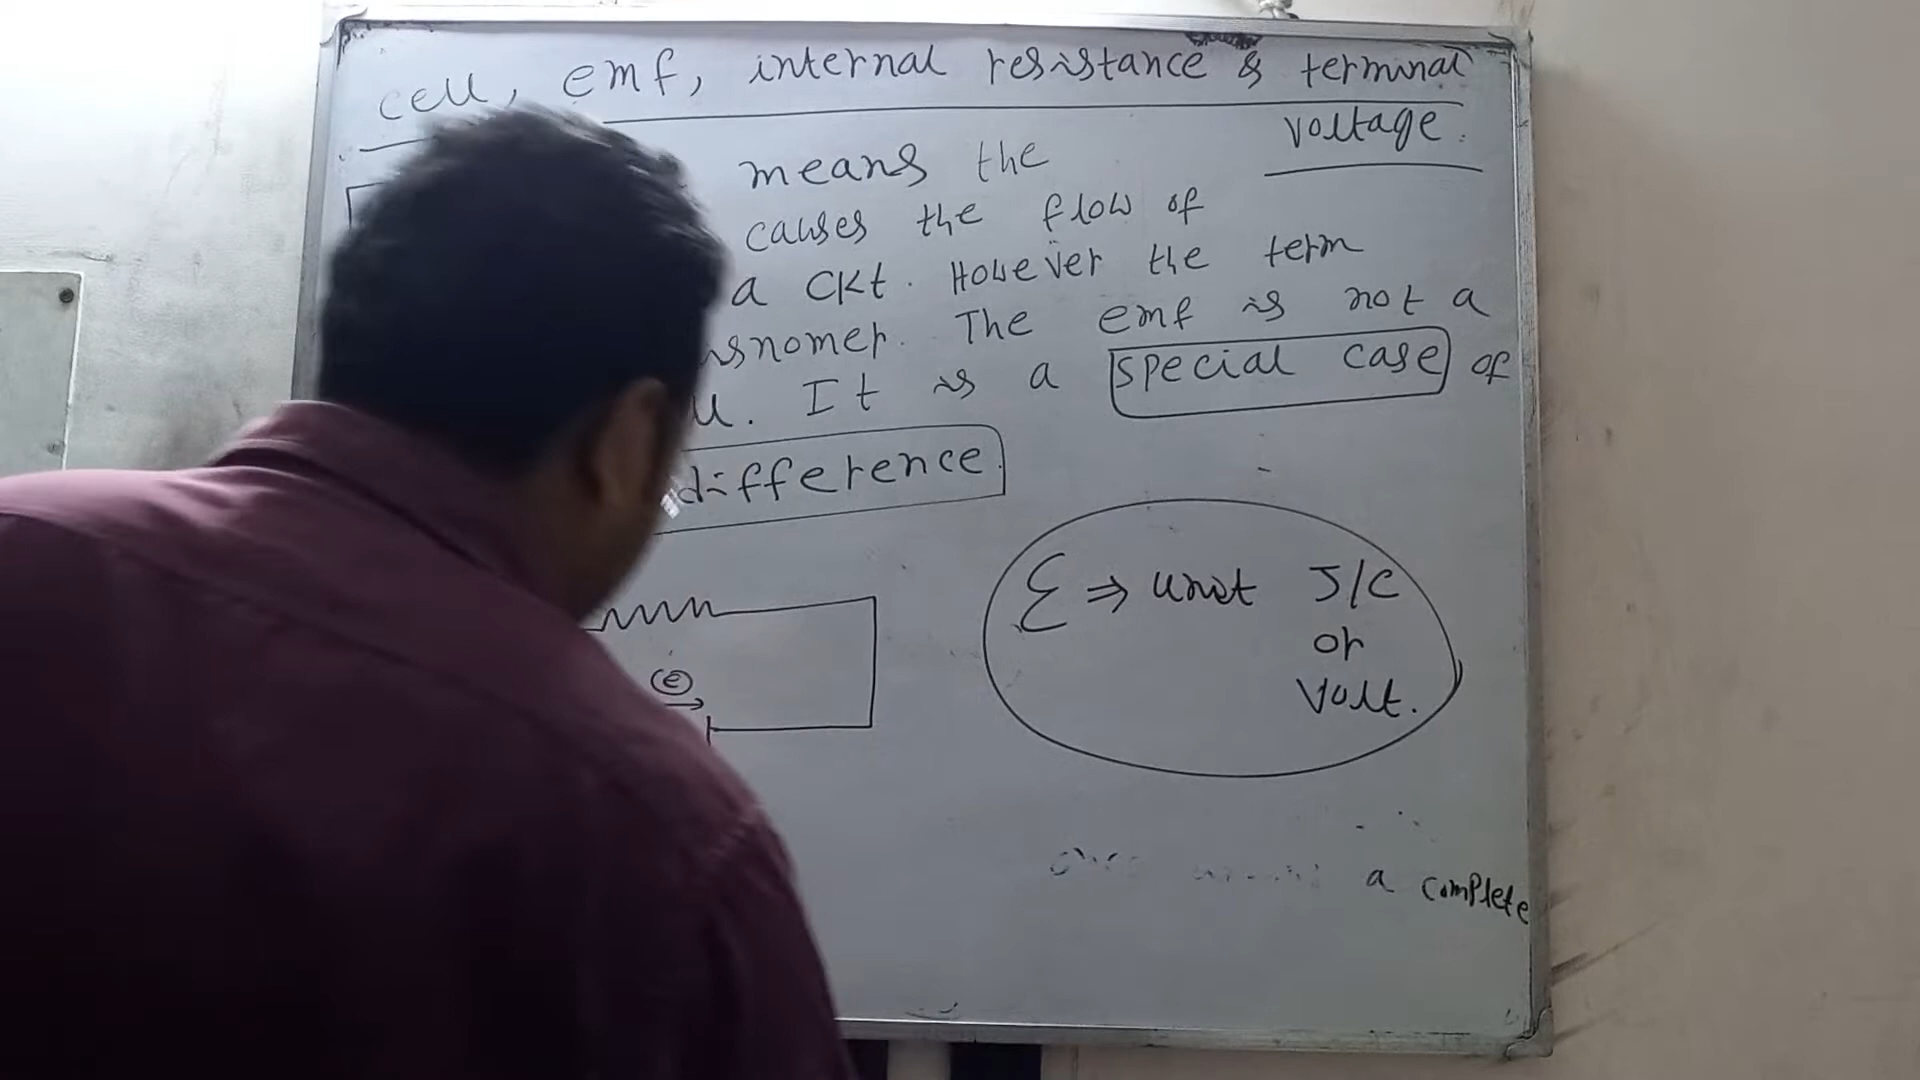 cell, emf, internal resistance & terminal
voltage.
means the
causes the flow of
a ckt. However the term
snomer. The emf is not a
It is a special case of
difference.
Ɛ ⇒ unit J/C
or
volt.
e
a complete